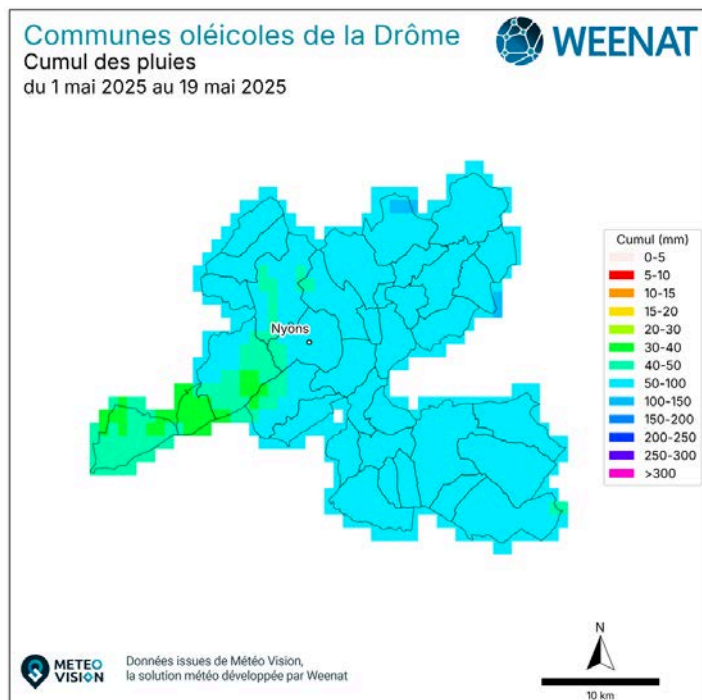 Communes oléicoles de la Drôme
Cumul des pluies
du 1 mai 2025 au 19 mai 2025
WEENAT
Cumul (mm)
0-5
5-10
10-15
15-20
20-30
30-40
40-50
50-100
100-150
150-200
200-250
250-300
>300
Nyons
METEO
VISION
Données issues de Météo Vision,
la solution météo développée par Weenat
N
10 km